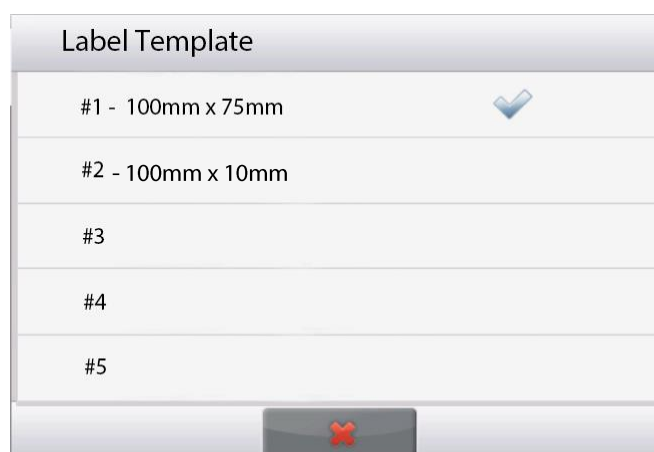 Label Template
#1 - 100mm x 75mm
#2 - 100mm x 10mm
#3
#4
#5